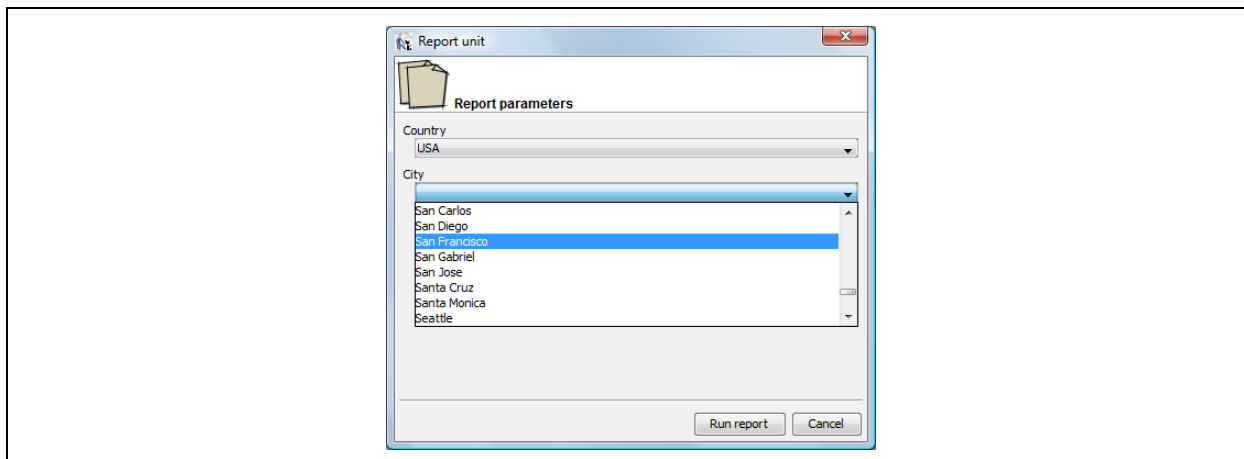 Report unit
Report parameters
Country
USA
City
San Carlos
San Diego
San Francisco
San Gabriel
San Jose
Santa Cruz
Santa Monica
Seattle
Run report Cancel